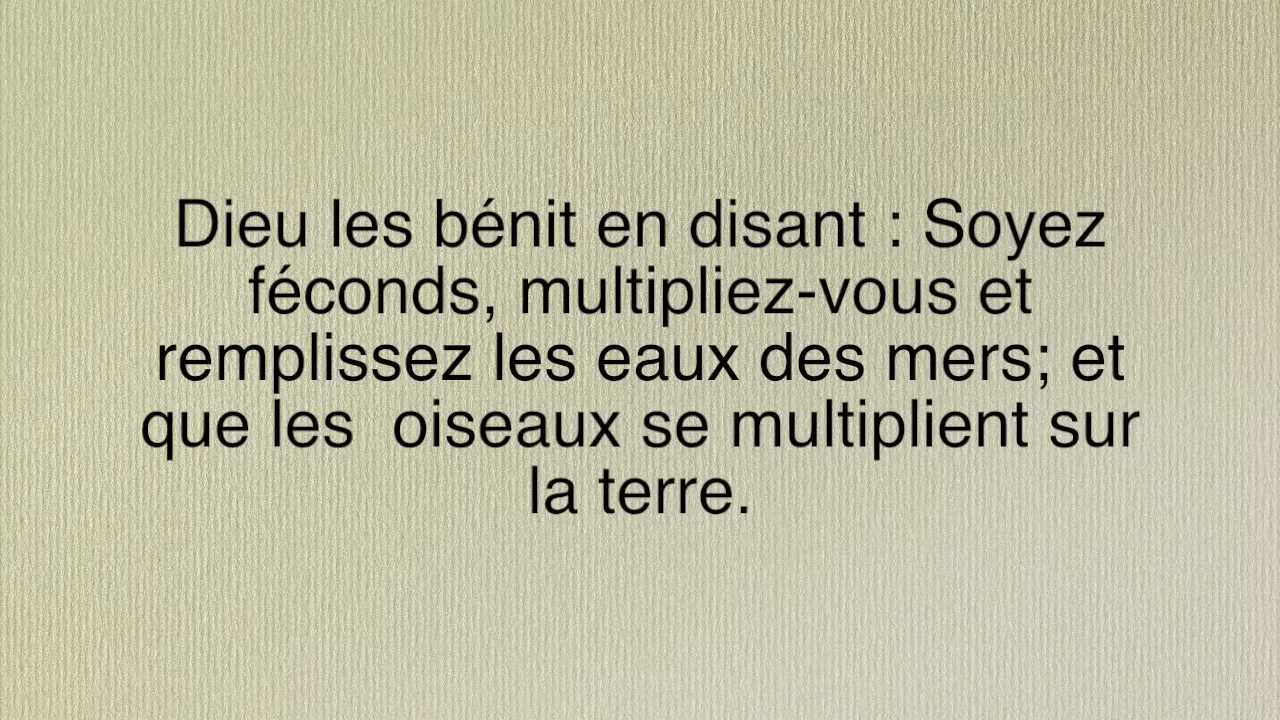 Dieu les bénit en disant : Soyez
féconds, multipliez-vous et
remplissez les eaux des mers; et
que les  oiseaux se multiplient sur
la terre.